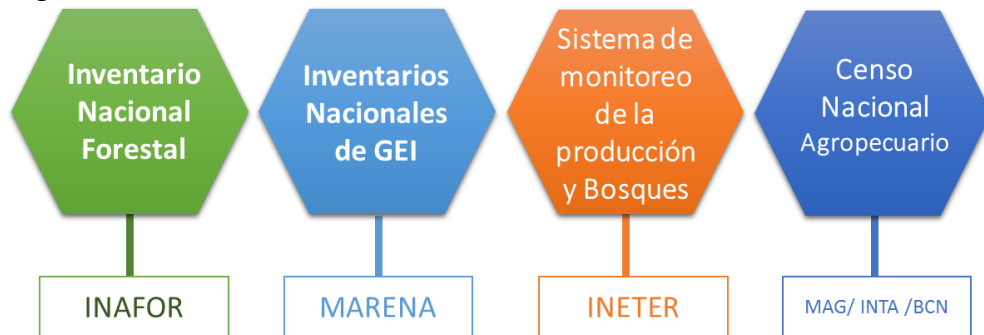 Inventario
Nacional
Forestal
Inventarios
Nacionales
de GEI
Sistema de
monitoreo
de la
producción
y Bosques
Censo
Nacional
Agropecuario
INAFOR
MARENA
INETER
MAG/ INTA /BCN